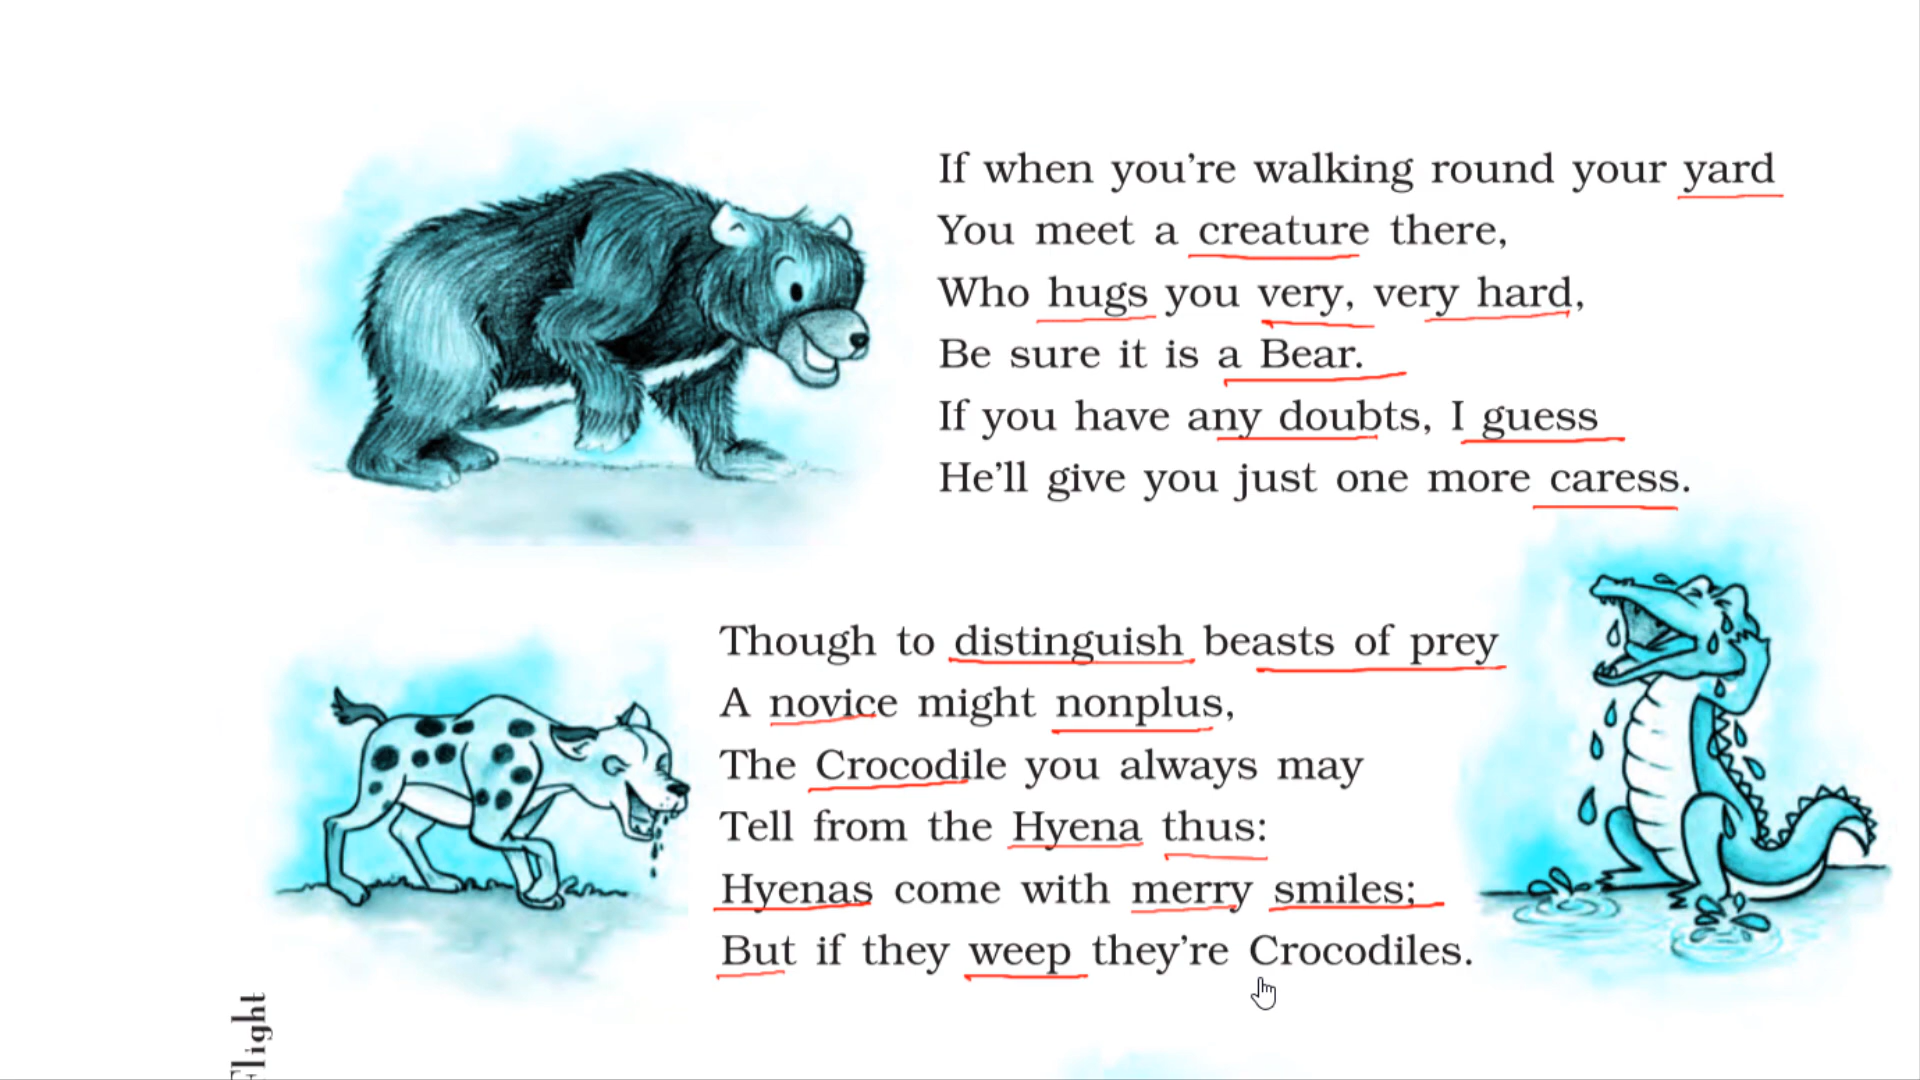 If when you’re walking round your yard
You meet a creature there,
Who hugs you very, very hard,
Be sure it is a Bear.
If you have any doubts, I guess
He’ll give you just one more caress.
Though to distinguish beasts of prey
A novice might nonplus,
The Crocodile you always may
Tell from the Hyena thus:
Hyenas come with merry smiles;
But if they weep they’re Crocodiles.
Flight